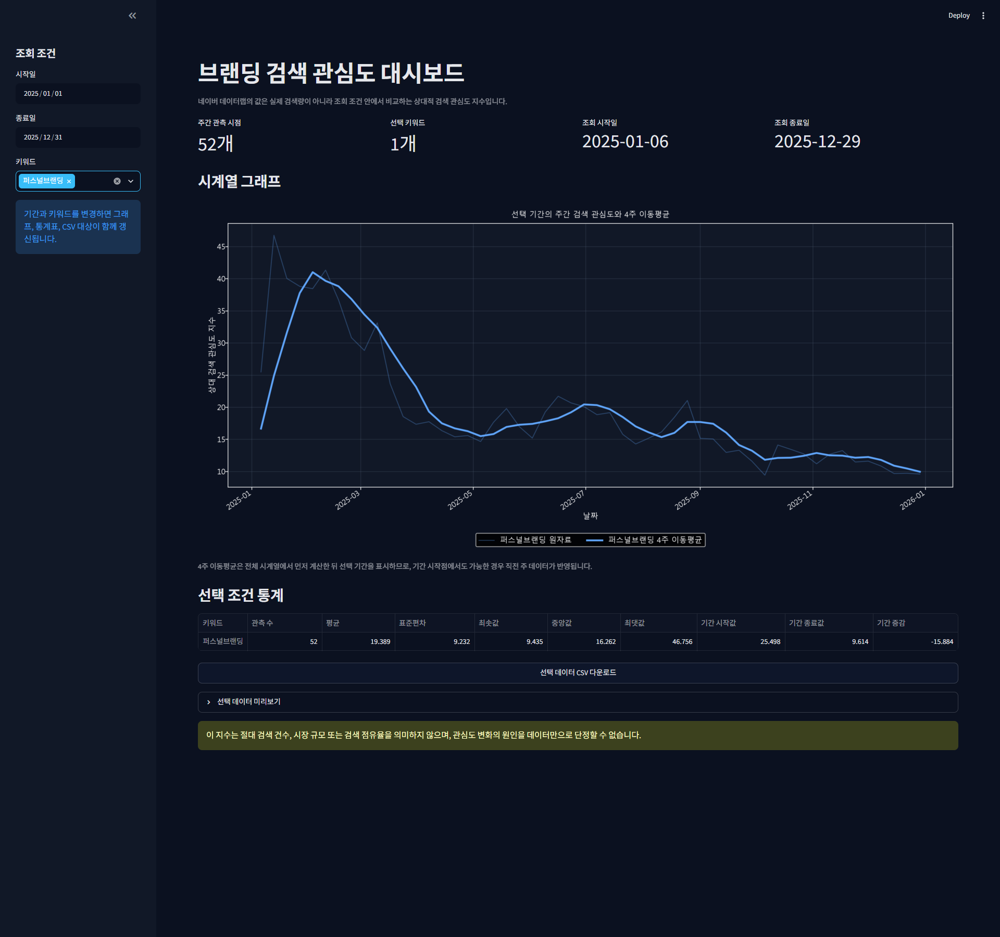 Deploy
조회 조건
시작일
2025/01/01
종료일
2025/12/31
키워드
퍼스널브랜딩
기간과 키워드를 변경하면 그래
프, 통계표, CSV 대상이 함께 갱
신됩니다.
브랜딩 검색 관심도 대시보드
네이버 데이터랩의 값은 실제 검색량이 아니라 조회 조건 안에서 비교하는 상대적 검색 관심도 지수입니다.
주간 관측 시점 선택 키워드 조회 시작일 조회 종료일
52개 1개 2025-01-06 2025-12-29
시계열 그래프
선택 기간의 주간 검색 관심도와 4주 이동평균
상대 검색 관심도 지수
45
40
35
30
25
20
15
10
2025-01 2025-03 2025-05 2025-07 2025-09 2025-11 2026-01
날짜
퍼스널브랜딩 원자료 퍼스널브랜딩 4주 이동평균
4주 이동평균은 전체 시계열에서 먼저 계산한 뒤 선택 기간을 표시하므로, 기간 시작점에서도 가능한 경우 직전 주 데이터가 반영됩니다.
선택 조건 통계
키워드 관측 수 평균 표준편차 최솟값 중앙값 최댓값 기간 시작값 기간 종료값 기간 증감
퍼스널브랜딩 52 19.389 9.232 9.435 16.262 46.756 25.498 9.614 -15.884
선택 데이터 CSV 다운로드
선택 데이터 미리보기
이 지수는 절대 검색 건수, 시장 규모 또는 검색 점유율을 의미하지 않으며, 관심도 변화의 원인을 데이터만으로 단정할 수 없습니다.